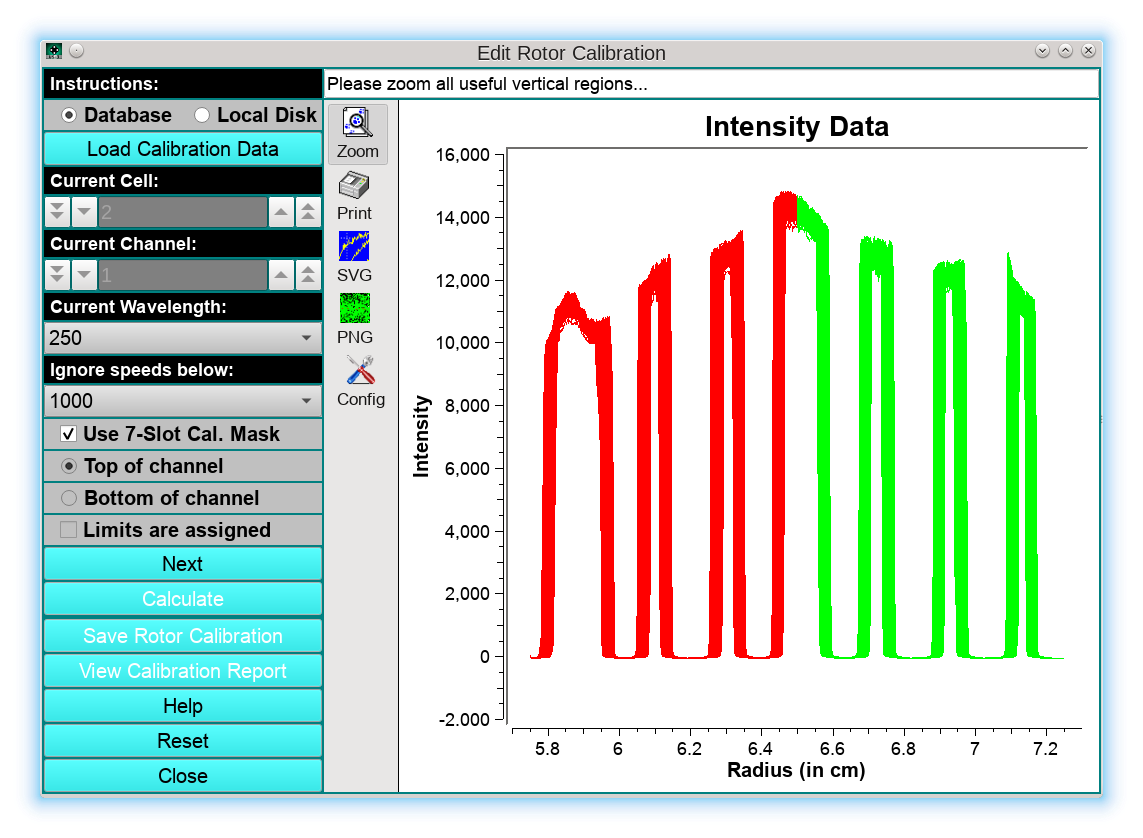 Edit Rotor Calibration
Instructions:
Please zoom all useful vertical regions...
Database Local Disk
Load Calibration Data
Current Cell:
2
Current Channel:
1
Current Wavelength:
250
Ignore speeds below:
1000
Use 7-Slot Cal. Mask
Top of channel
Bottom of channel
Limits are assigned
Next
Calculate
Save Rotor Calibration
View Calibration Report
Help
Reset
Close
Zoom
Print
SVG
PNG
Config
Intensity Data
Intensity
16,000
14,000
12,000
10,000
8,000
6,000
4,000
2,000
0
-2.000
5.8 6 6.2 6.4 6.6 6.8 7 7.2
Radius (in cm)